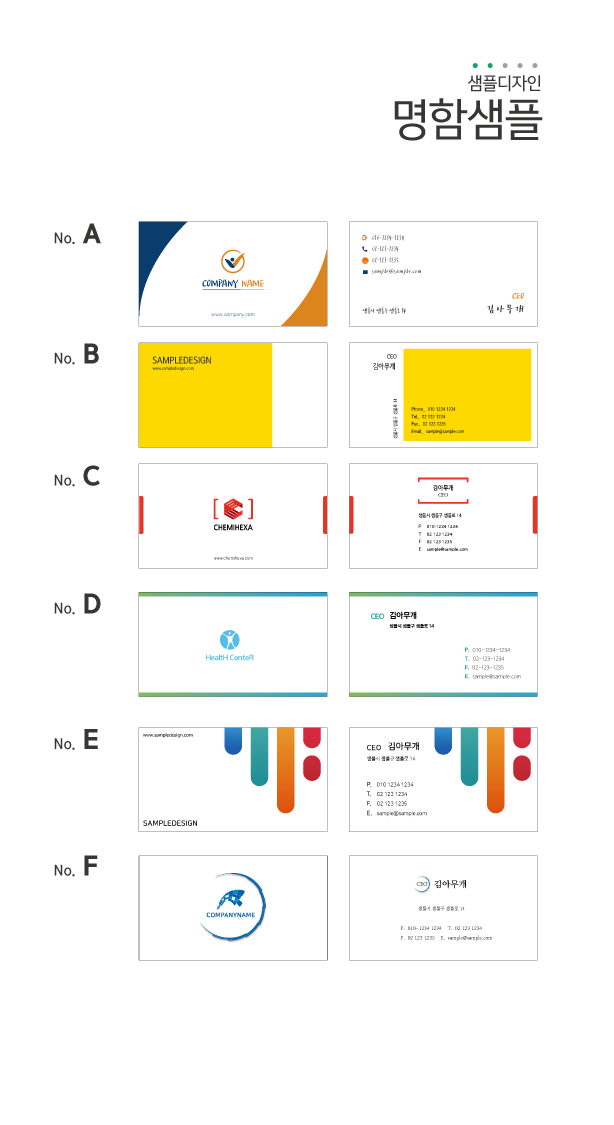 샘플디자인
명함샘플
No. A
COMPANY NAME
www.company.com
010-1234-1234
02-123-1234
02-123-1235
sample@sample.com
CEO
김아무개
샘플시 샘플구 샘플로 14
No. B
SAMPLEDESIGN
www.sampledesign.com
CEO
김아무개
샘플시 샘플구 샘플로 14
Phone_ 010 1234 1234
Tel_ 02 123 1234
Fax_ 02 123 1235
Email_ sample@sample.com
No. C
CHEMIHEXA
www.chemihexa.com
김아무개
CEO
샘플시 샘플구 샘플로 14
P 010 1234 1234
T 02 123 1234
F 02 123 1235
E sample@sample.com
No. D
HealtH CenteR
CEO 김아무개
샘플시 샘플구 샘플로 14
P. 010-1234-1234
T. 02-123-1234
F. 02-123-1235
E. sample@sample.com
No. E
www.sampledesign.com
SAMPLEDESIGN
CEO 김아무개
샘플시 샘플구 샘플로 14
P. 010 1234 1234
T. 02 123 1234
F. 02 123 1235
E. sample@sample.com
No. F
COMPANYNAME
CEO 김아무개
샘플시 샘플구 샘플로 14
P. 010- 1234 1234 T. 02 123 1234
F. 02 123 1235 E. sample@sample.com